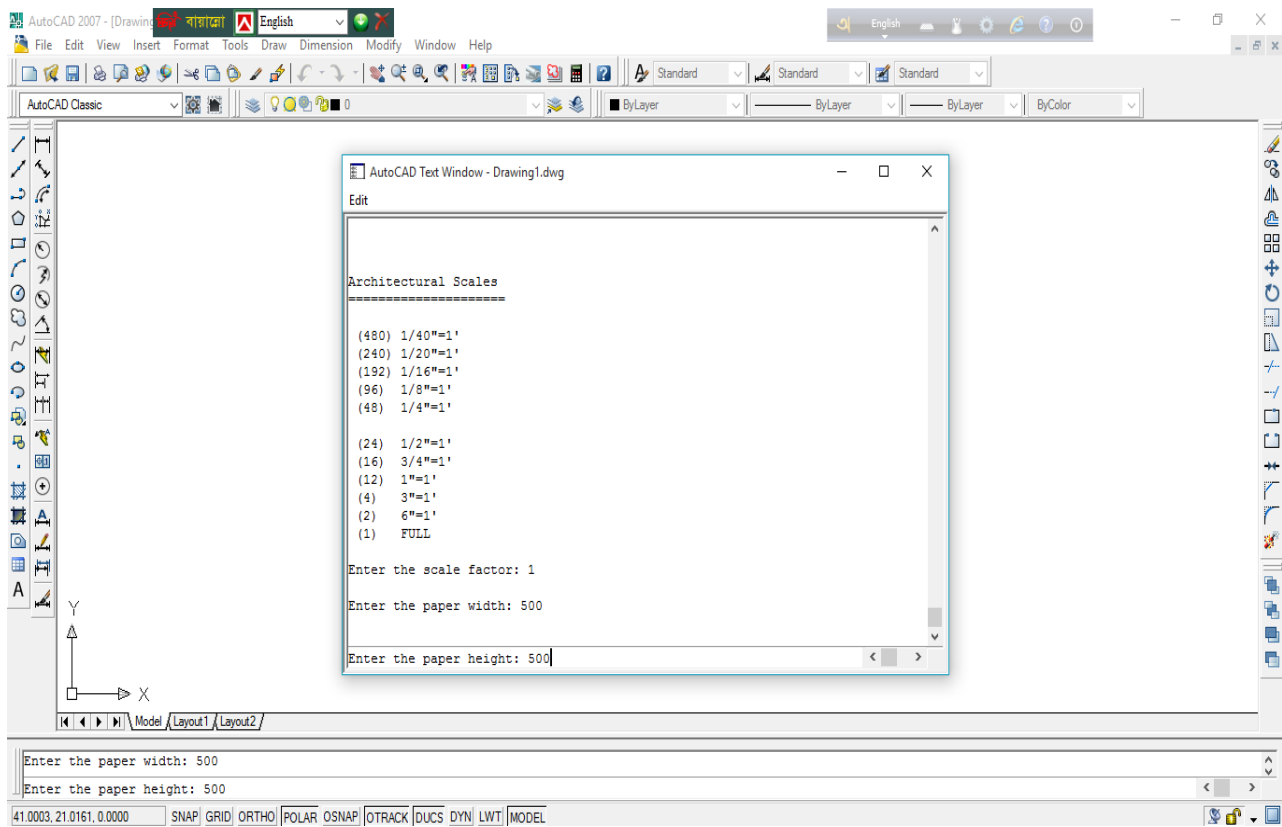 AutoCAD 2007 - [Drawing
বায়ান্নো English
English
File Edit View Insert Format Tools Draw Dimension Modify Window Help
Standard Standard Standard
AutoCAD Classic 0 ByLayer ByLayer ByLayer ByColor
AutoCAD Text Window - Drawing1.dwg
Edit
Architectural Scales
=====================
(480) 1/40"=1'
(240) 1/20"=1'
(192) 1/16"=1'
(96) 1/8"=1'
(48) 1/4"=1'
(24) 1/2"=1'
(16) 3/4"=1'
(12) 1"=1'
(4) 3"=1'
(2) 6"=1'
(1) FULL
Enter the scale factor: 1
Enter the paper width: 500
Enter the paper height: 500
Y
X
Model Layout1 Layout2
Enter the paper width: 500
Enter the paper height: 500
41.0003, 21.0161, 0.0000 SNAP GRID ORTHO POLAR OSNAP OTRACK DUCS DYN LWT MODEL